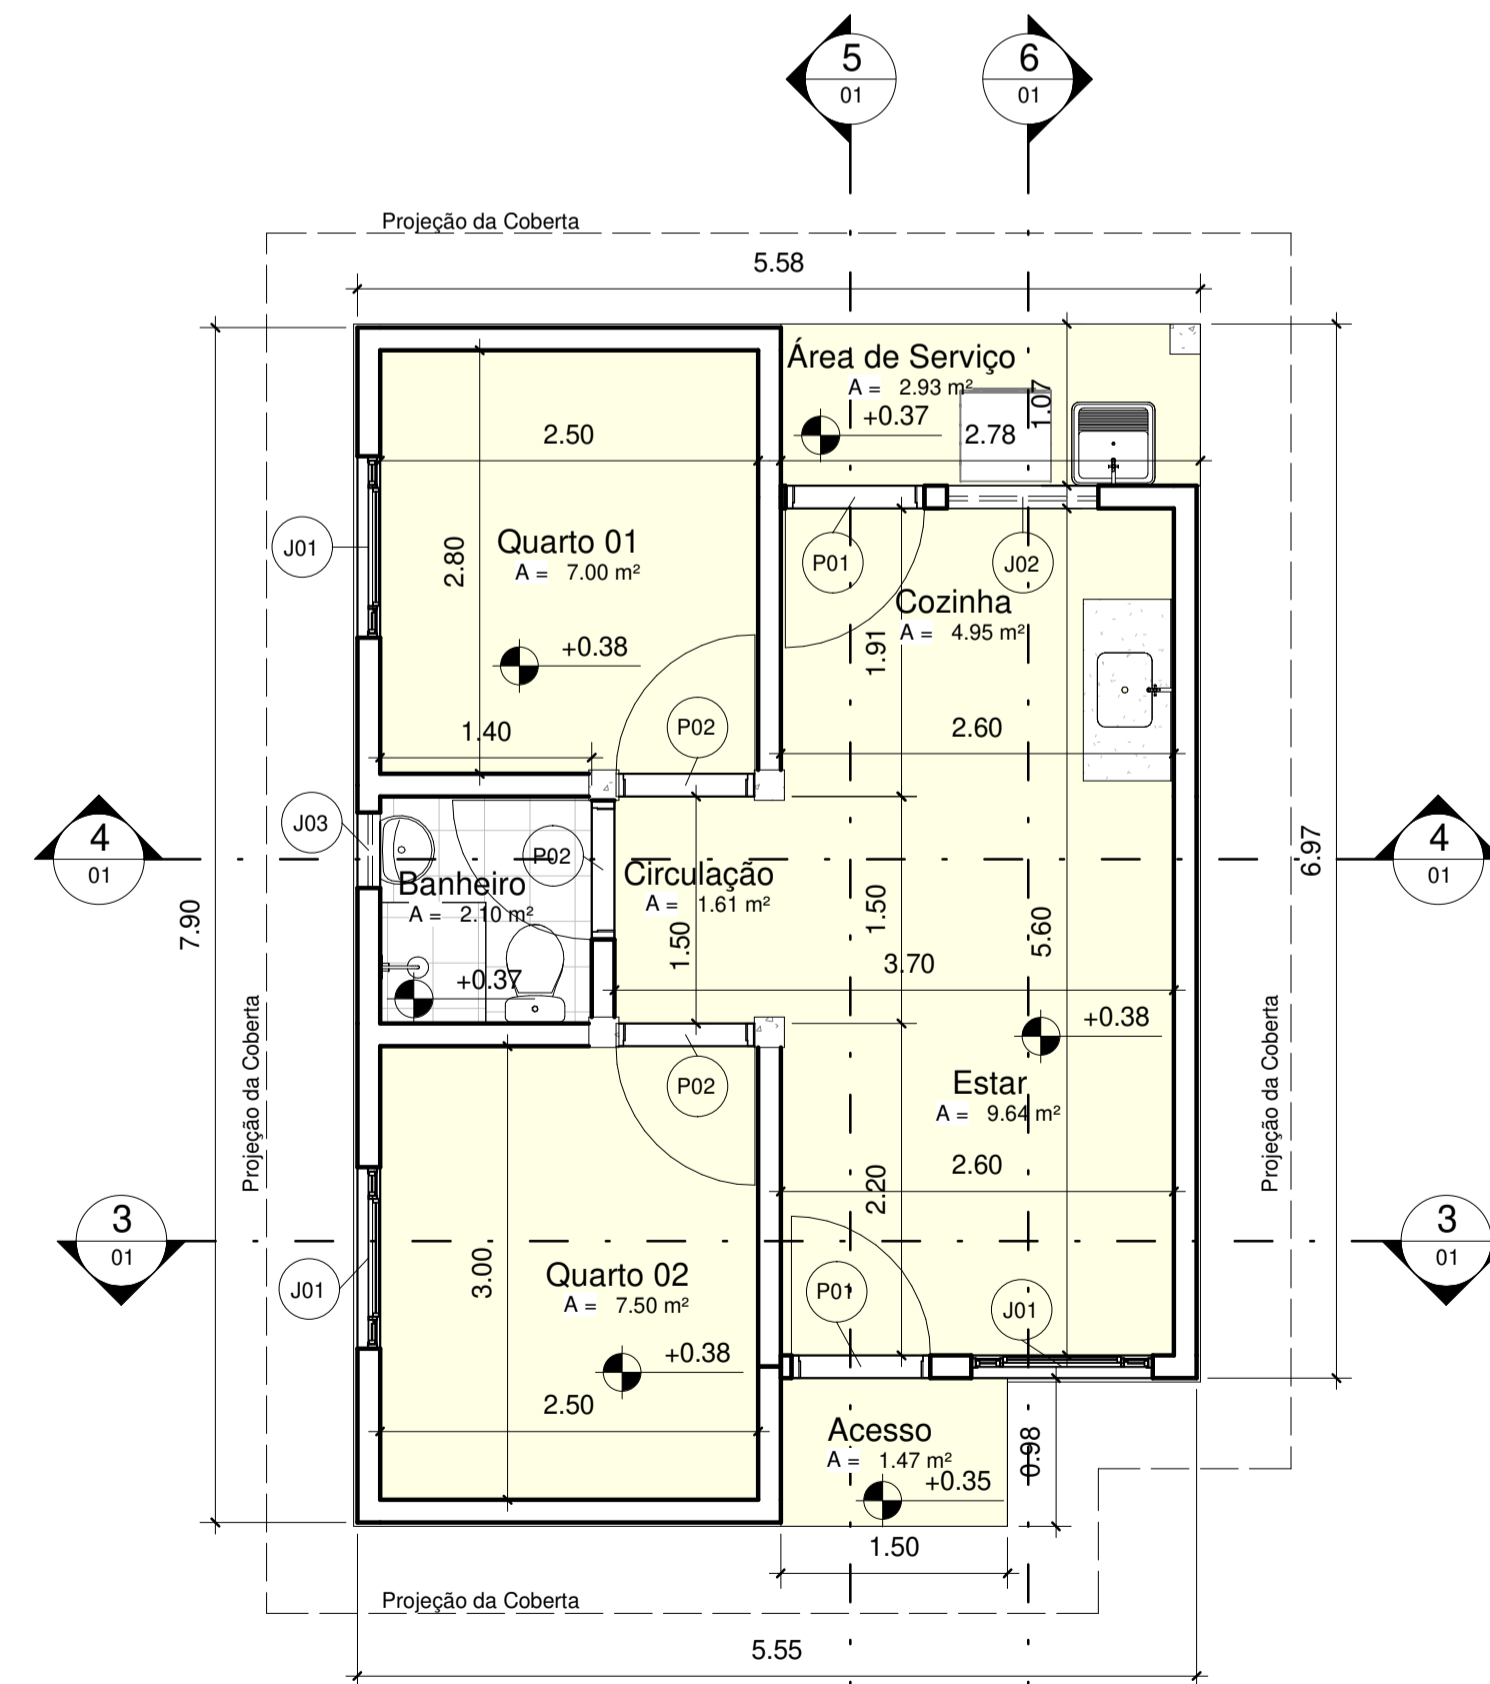 5
01
6
01
Projeção da Coberta
5.58
Área de Serviço
A = 2.93 m²
+0.37
2.78
1.07
2.50
Quarto 01
A = 7.00 m²
2.80
+0.38
1.40
J01
P01
J02
Cozinha
A = 4.95 m²
1.91
2.60
P02
J03
4
01
4
01
P02
Banheiro
A = 2.10 m²
+0.37
Circulação
A = 1.61 m²
1.50
1.50
3.70
5.60
6.97
7.90
+0.38
Projeção da Coberta
Projeção da Coberta
P02
Estar
A = 9.64 m²
2.60
2.20
3
01
3
01
J01
3.00
Quarto 02
A = 7.50 m²
+0.38
2.50
P01
J01
Acesso
A = 1.47 m²
+0.35
0.98
1.50
Projeção da Coberta
5.55